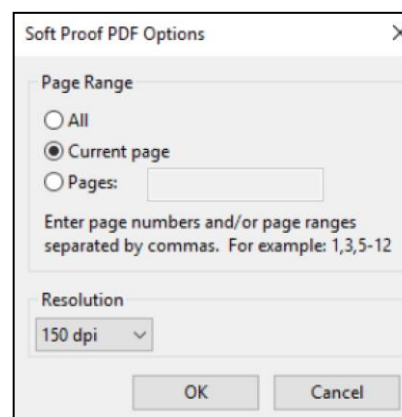 Soft Proof PDF Options
Page Range
All
Current page
Pages:
Enter page numbers and/or page ranges
separated by commas. For example: 1,3,5-12
Resolution
150 dpi
OK
Cancel